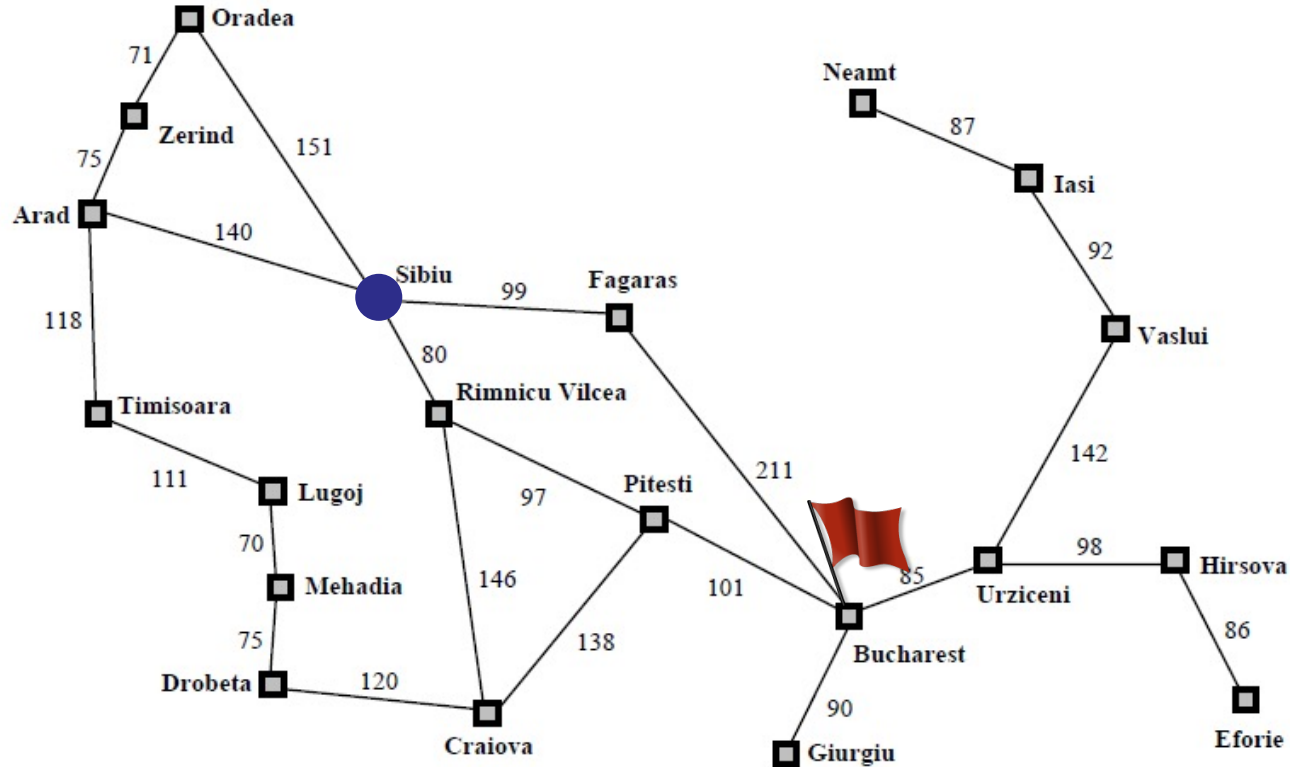 Oradea
71
Neamt
87
Zerind
151
75
Iasi
Arad
140
92
Sibiu
Fagaras
99
118
Vaslui
80
Rimnicu Vilcea
Timisoara
142
211
111
Lugoj
97
Pitesti
70
98
Hirsova
146
85
Mehadia
101
Urziceni
86
75
138
Bucharest
Drobeta
120
90
Eforie
Craiova
Giurgiu